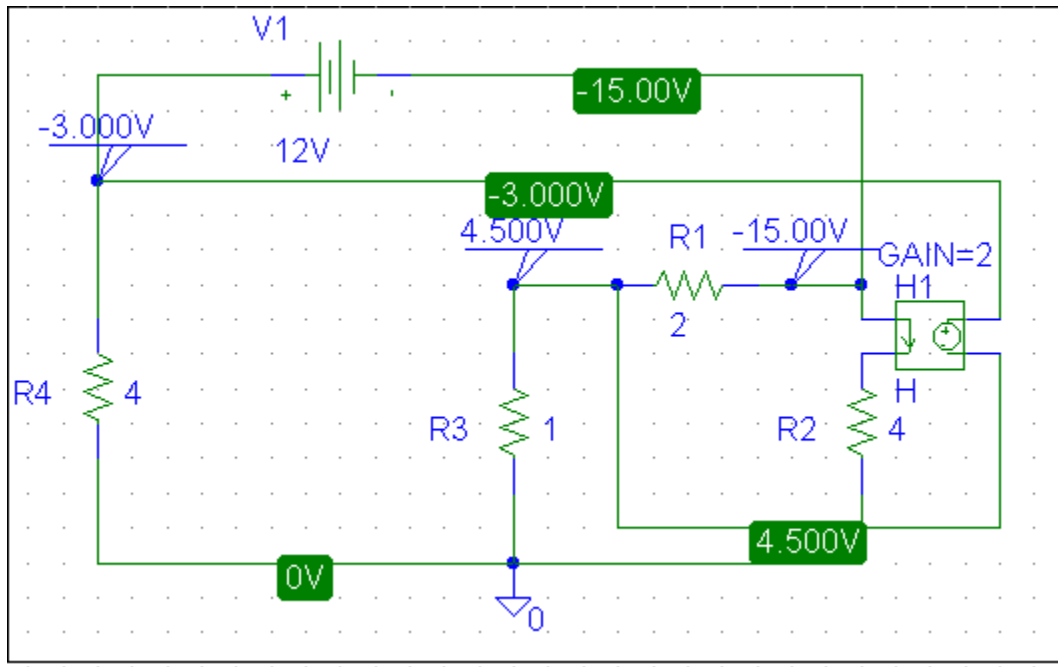 V1
-15.00V
+
-3.000V
12V
-3.000V
4.500V
R1
-15.00V
GAIN=2
H1
2
R4
4
R3
1
R2
H
4
4.500V
0V
0